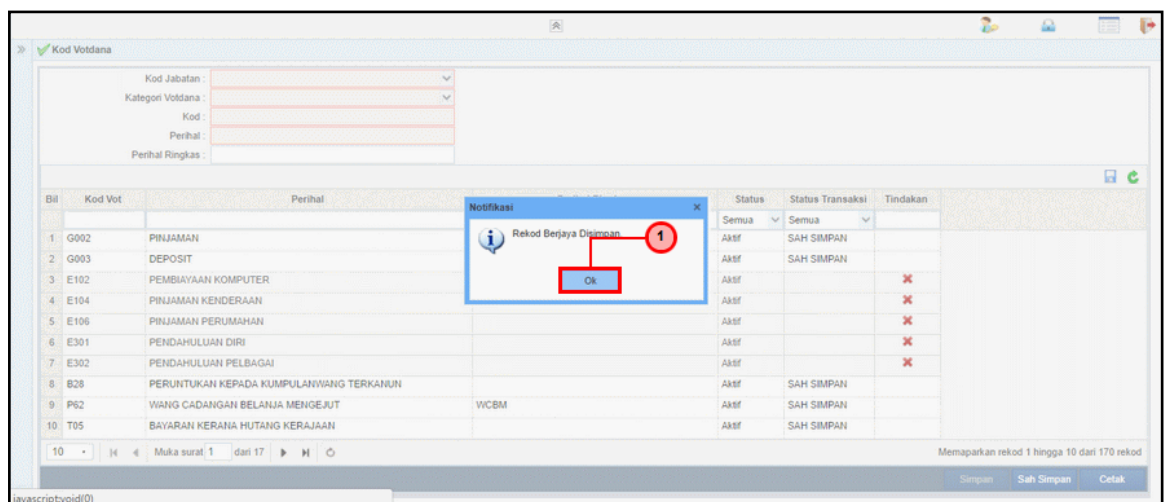 Kod Votdana
Kod Jabatan :
Kategori Votdana :
Kod :
Perihal :
Perihal Ringkas :
Bil Kod Vot Perihal Status Status Transaksi Tindakan
Semua Semua
Notifikasi
Rekod Berjaya Disimpan.
1
Ok
1 G002 PINJAMAN Aktif SAH SIMPAN
2 G003 DEPOSIT Aktif SAH SIMPAN
3 E102 PEMBIAYAAN KOMPUTER Aktif
4 E104 PINJAMAN KENDERAAN Aktif
5 E106 PINJAMAN PERUMAHAN Aktif
6 E301 PENDAHULUAN DIRI Aktif
7 E302 PENDAHULUAN PELBAGAI Aktif
8 B28 PERUNTUKAN KEPADA KUMPULANWANG TERKANUN Aktif SAH SIMPAN
9 P62 WANG CADANGAN BELANJA MENGEJUT WCBM Aktif SAH SIMPAN
10 T05 BAYARAN KERANA HUTANG KERAJAAN Aktif SAH SIMPAN
10 Muka surat 1 dari 17 Memaparkan rekod 1 hingga 10 dari 170 rekod
Simpan Sah Simpan Cetak
javascript:void(0)